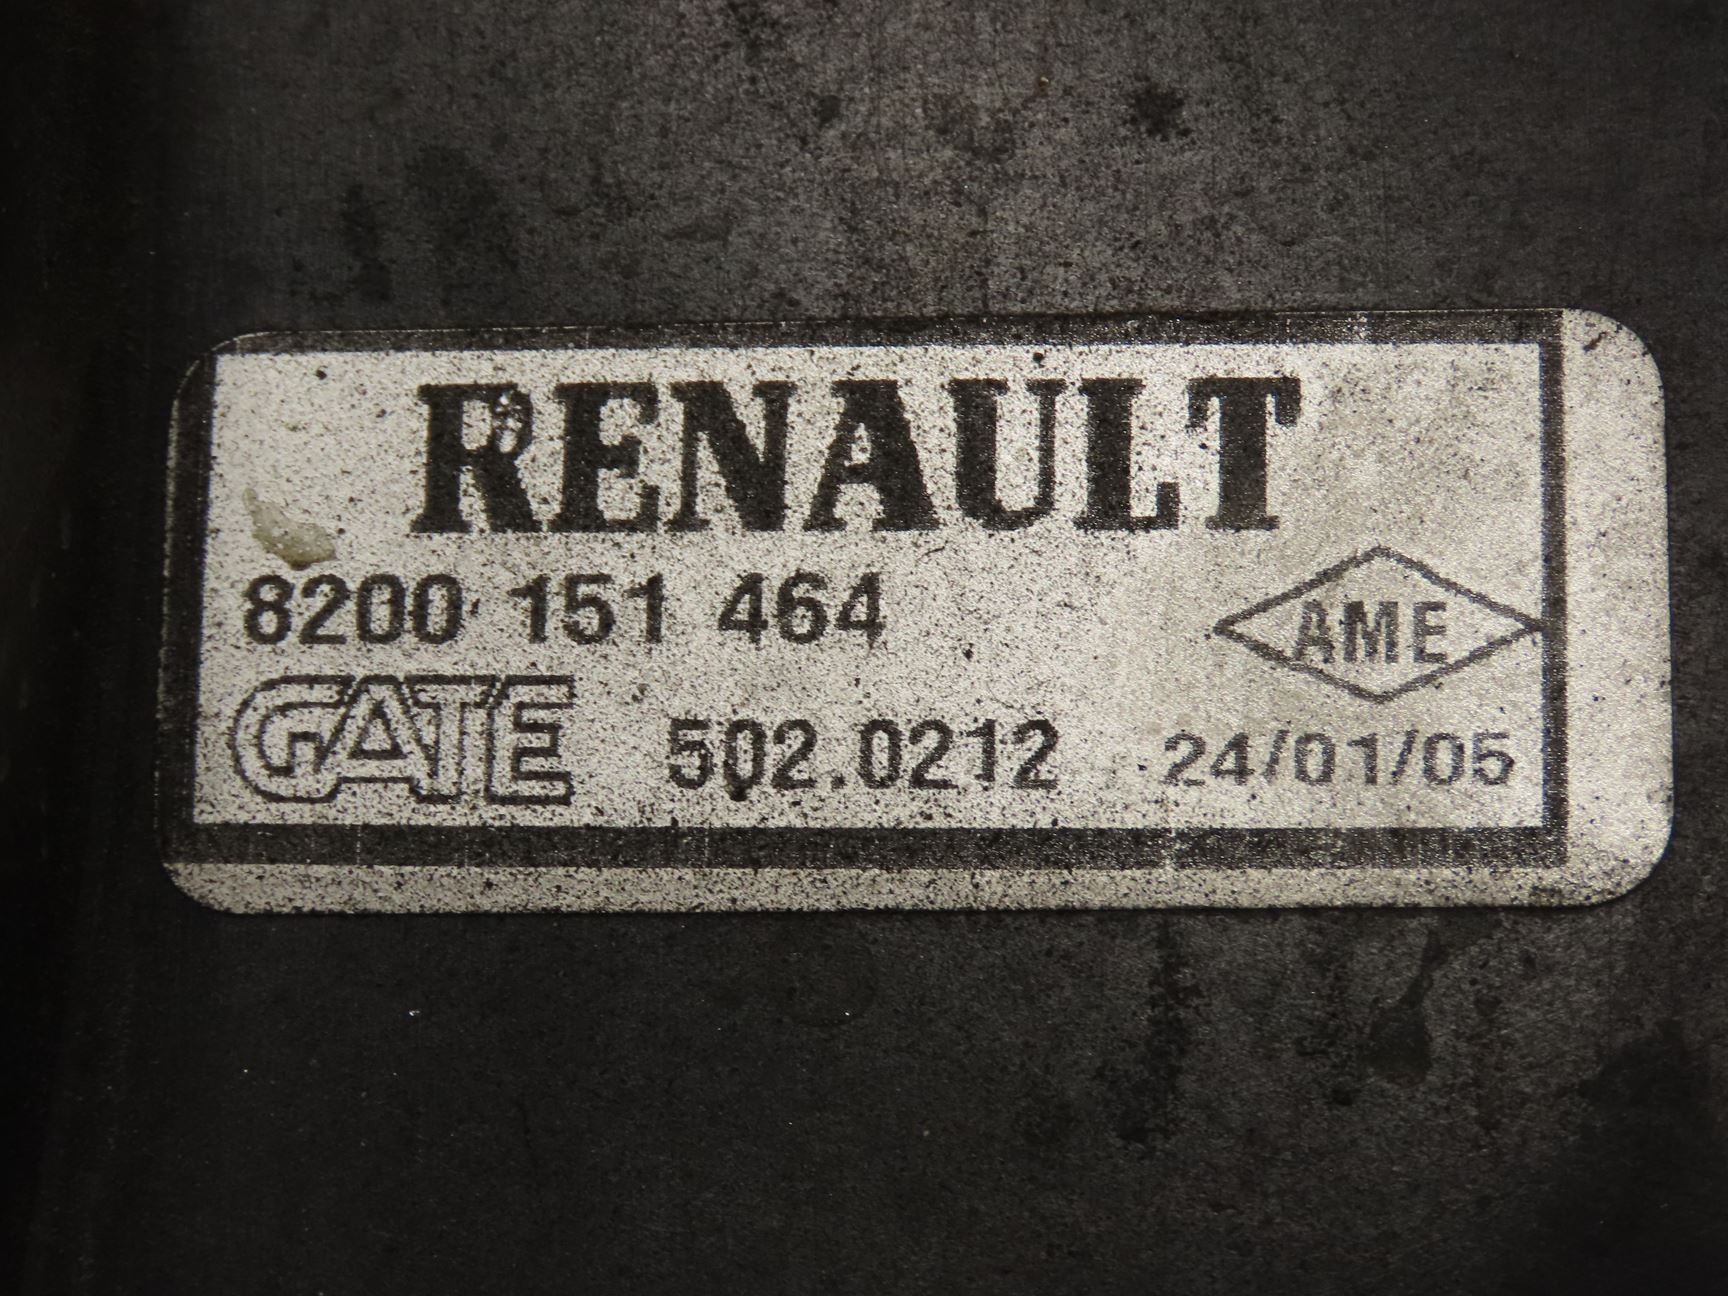 RENAULT
8200 151 464
AME
GATE 502.0212 24/01/05